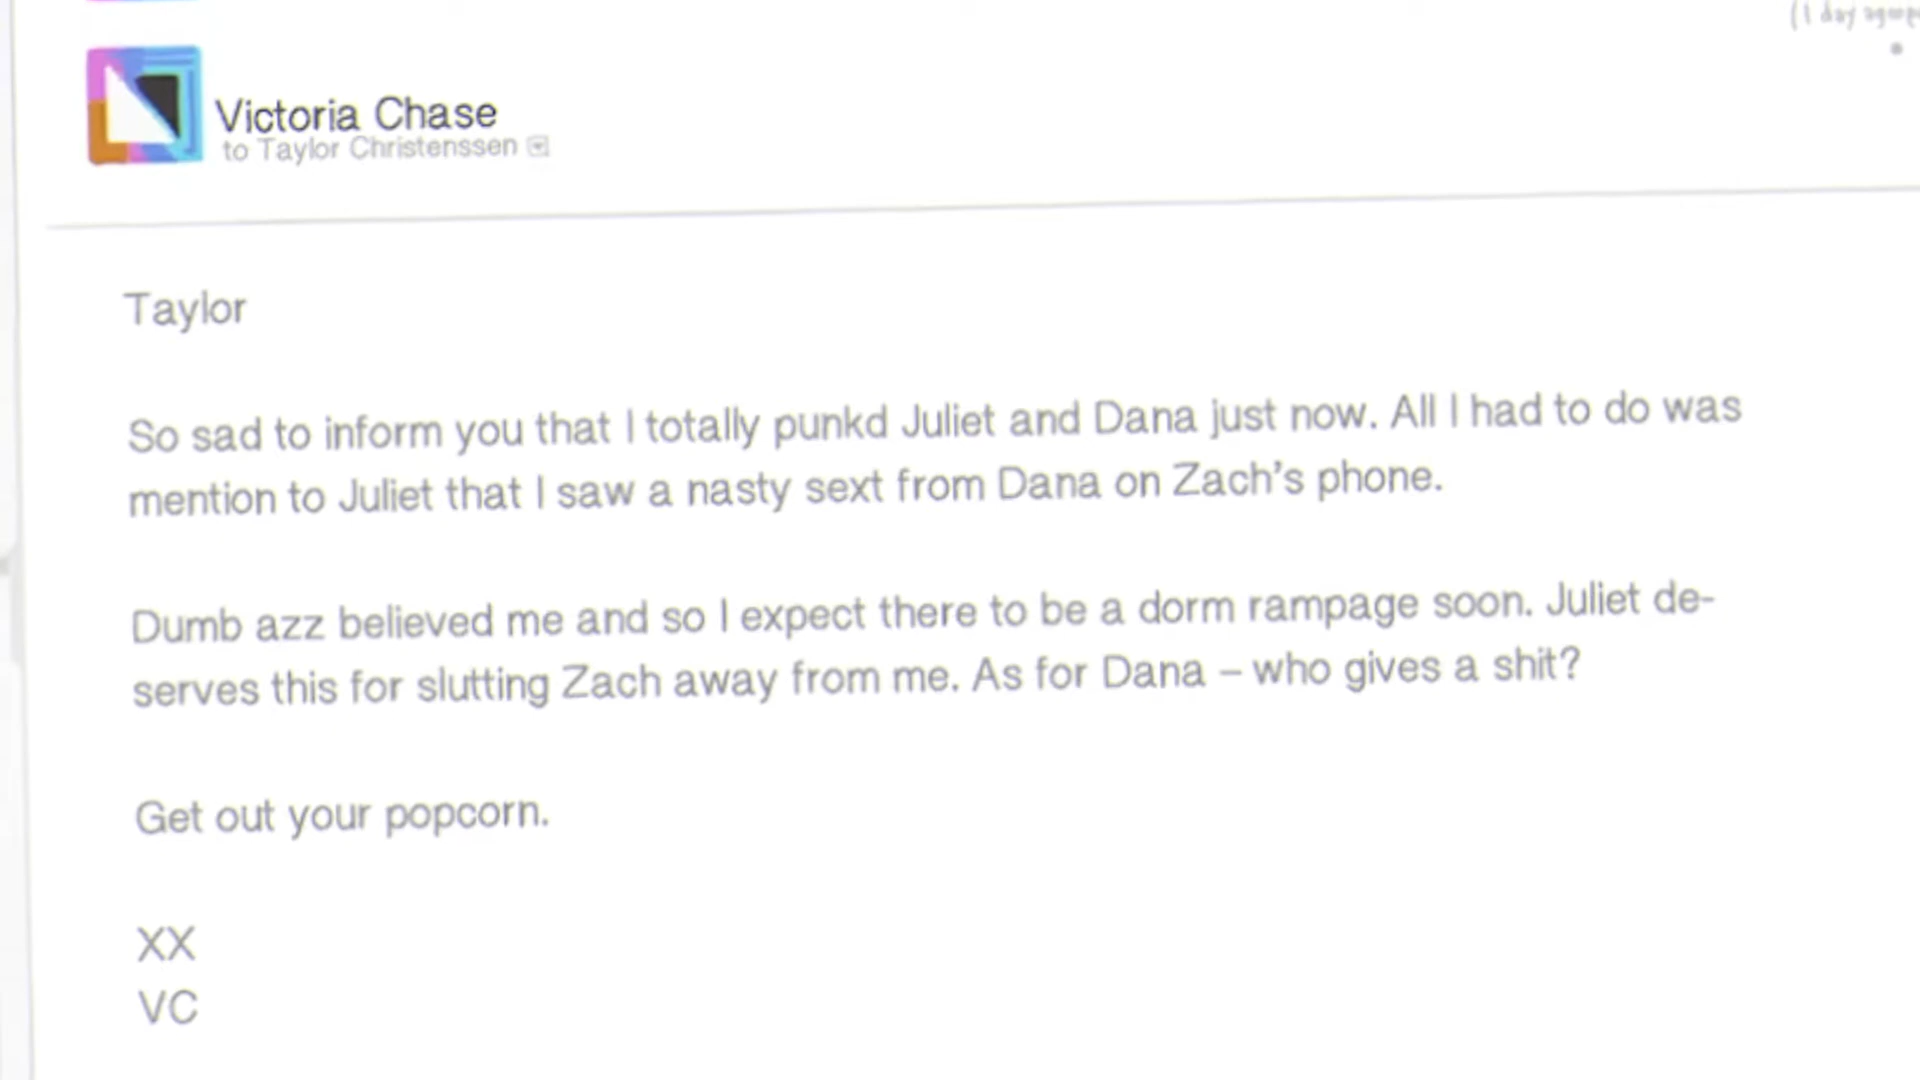 (1 day ago
Victoria Chase
to Taylor Christenssen
Taylor
So sad to inform you that I totally punkd Juliet and Dana just now. All I had to do was
mention to Juliet that I saw a nasty sext from Dana on Zach's phone.
Dumb azz believed me and so I expect there to be a dorm rampage soon. Juliet de-
serves this for slutting Zach away from me. As for Dana – who gives a shit?
Get out your popcorn.
XX
VC